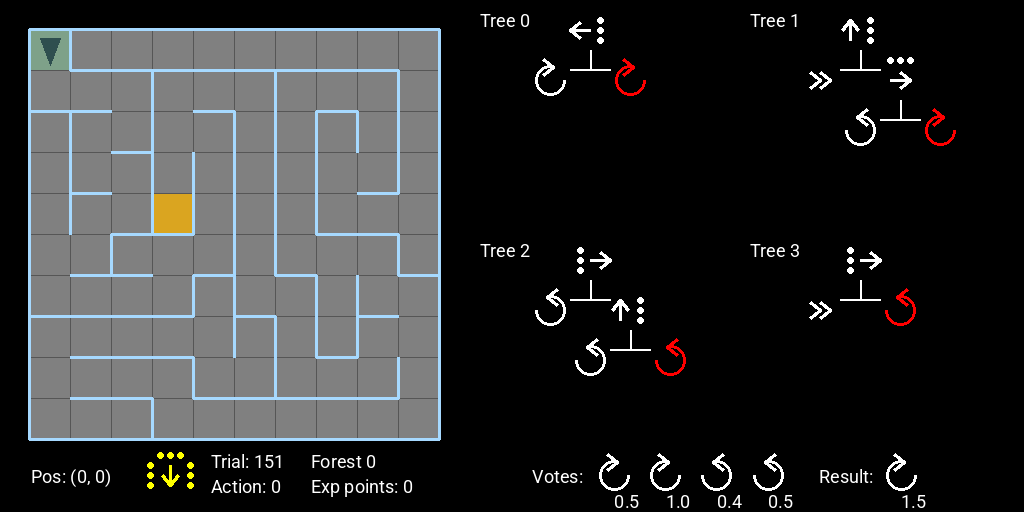 Tree 0
Tree 1
Tree 2
Tree 3
Pos: (0, 0)
Trial: 151
Forest 0
Action: 0
Exp points: 0
Votes:
0.5
1.0
0.4
0.5
Result:
1.5